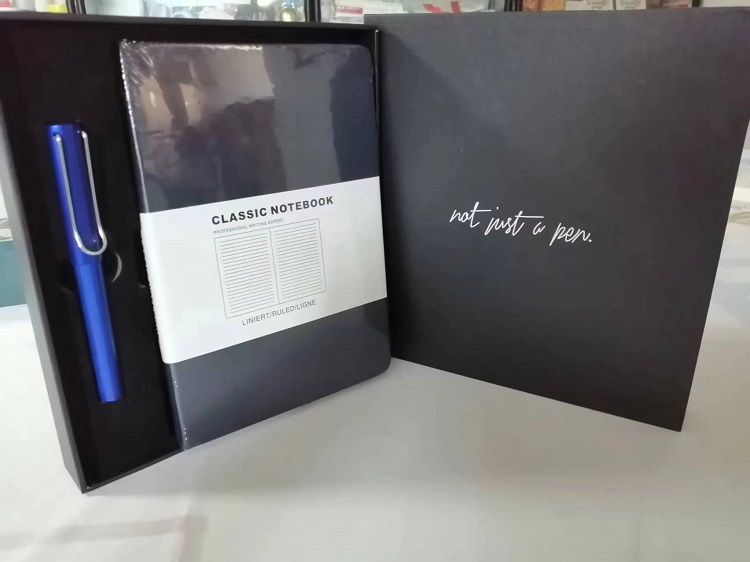 CLASSIC NOTEBOOK
PROFESSIONAL WRITING EXPERT
LINIERT/RULED/LIGNE
not just a pen.